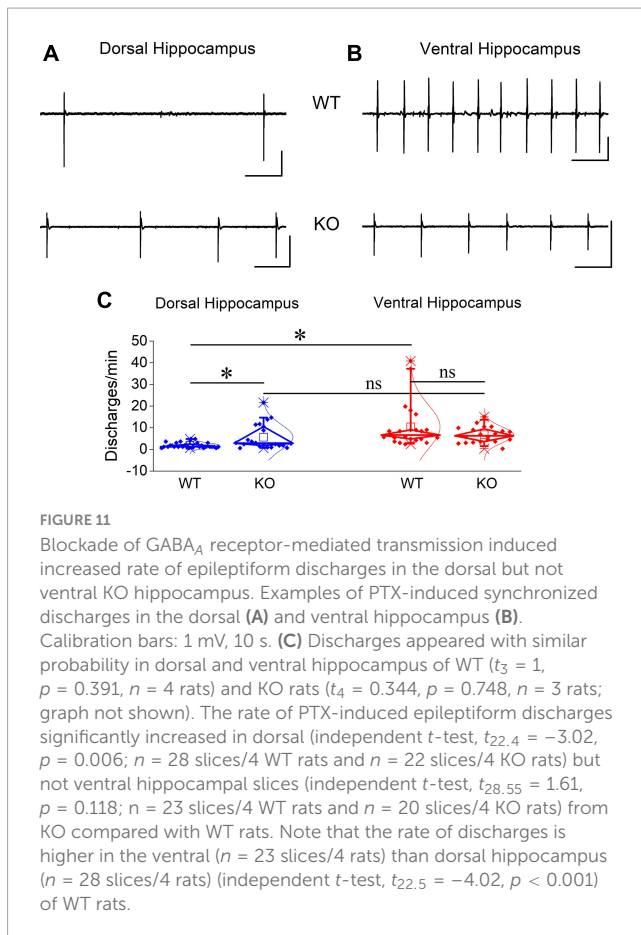 Dorsal Hippocampus
Ventral Hippocampus
A
B
WT
KO
C
Dorsal Hippocampus
Ventral Hippocampus
Discharges/min
50
40
30
20
10
0
-10
*
*
ns
ns
WT
KO
WT
KO
FIGURE 11
Blockade of GABA_A receptor-mediated transmission induced
increased rate of epileptiform discharges in the dorsal but not
ventral KO hippocampus. Examples of PTX-induced synchronized
discharges in the dorsal (A) and ventral hippocampus (B).
Calibration bars: 1 mV, 10 s. (C) Discharges appeared with similar
probability in dorsal and ventral hippocampus of WT (t_3 = 1,
p = 0.391, n = 4 rats) and KO rats (t_4 = 0.344, p = 0.748, n = 3 rats;
graph not shown). The rate of PTX-induced epileptiform discharges
significantly increased in dorsal (independent t-test, t_22.4 = −3.02,
p = 0.006; n = 28 slices/4 WT rats and n = 22 slices/4 KO rats) but
not ventral hippocampal slices (independent t-test, t_28.55 = 1.61,
p = 0.118; n = 23 slices/4 WT rats and n = 20 slices/4 KO rats) from
KO compared with WT rats. Note that the rate of discharges is
higher in the ventral (n = 23 slices/4 rats) than dorsal hippocampus
(n = 28 slices/4 rats) (independent t-test, t_22.5 = −4.02, p < 0.001)
of WT rats.